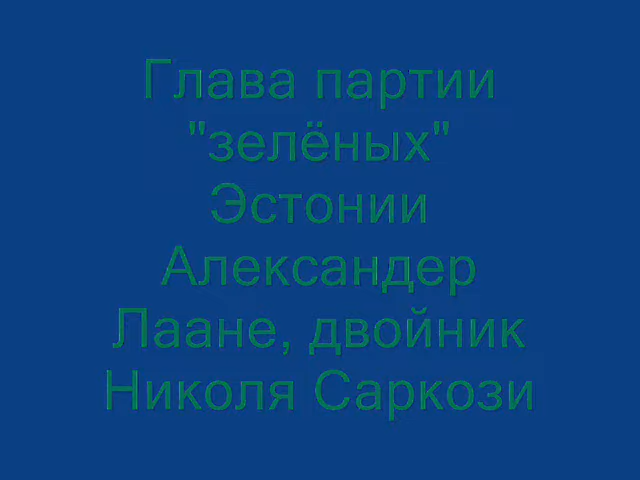 Глава партии
"зелёных"
Эстонии
Александер
Лаане, двойник
Николя Саркози